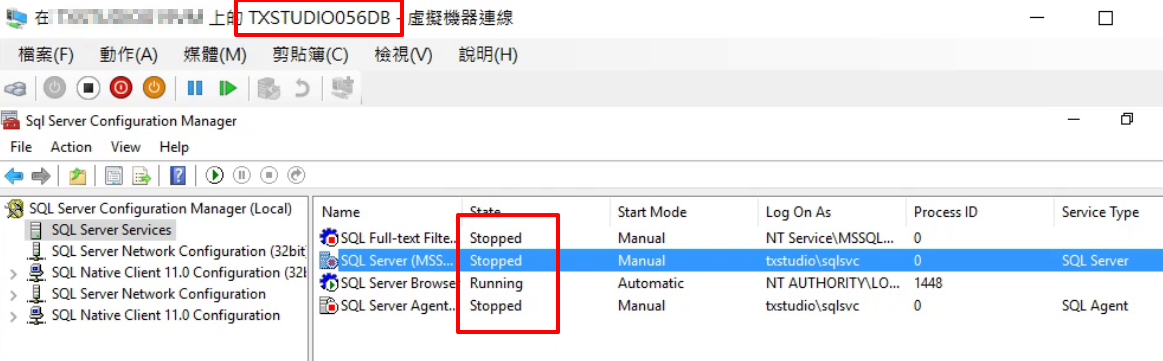 在 上的 TXSTUDIO056DB - 虛擬機器連線
檔案(F) 動作(A) 媒體(M) 剪貼簿(C) 檢視(V) 說明(H)
Sql Server Configuration Manager
File Action View Help
SQL Server Configuration Manager (Local)
SQL Server Services
SQL Server Network Configuration (32bit
SQL Native Client 11.0 Configuration (32l
SQL Server Network Configuration
SQL Native Client 11.0 Configuration
Name State Start Mode Log On As Process ID Service Type
SQL Full-text Filte... Stopped Manual NT Service\MSSQL... 0
SQL Server (MSS... Stopped Manual txstudio\sqlsvc 0 SQL Server
SQL Server Browse Running Automatic NT AUTHORITY\LO... 1448
SQL Server Agent... Stopped Manual txstudio\sqlsvc 0 SQL Agent